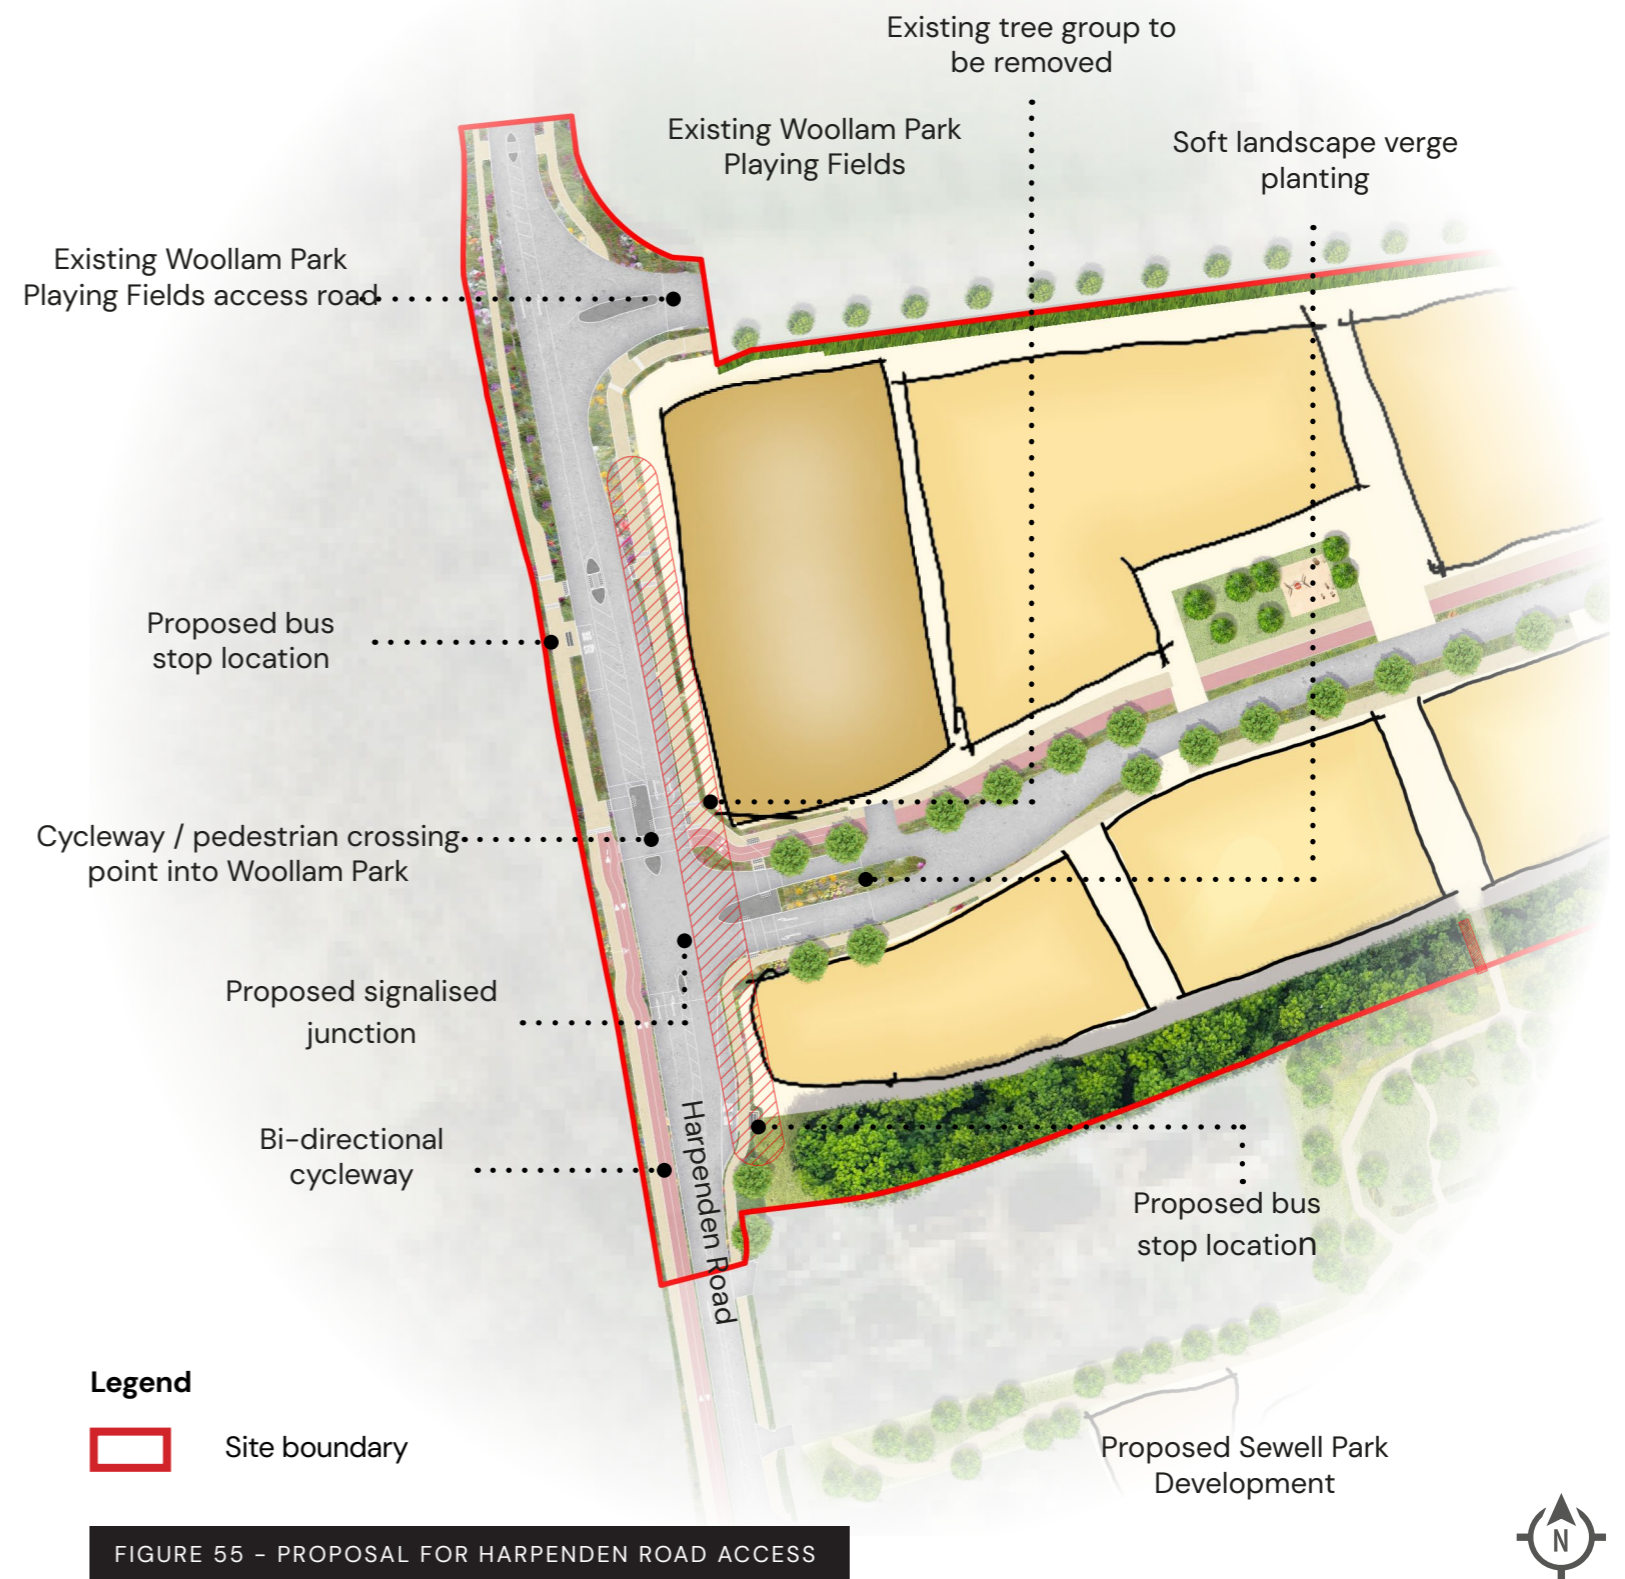 Existing tree group to
be removed
Existing Woollam Park
Playing Fields
Soft landscape verge
planting
Existing Woollam Park
Playing Fields access road
Proposed bus
stop location
Cycleway / pedestrian crossing
point into Woollam Park
Proposed signalised
junction
Bi-directional
cycleway
Harpenden Road
Proposed bus
stop location
Legend
Site boundary
Proposed Sewell Park
Development
FIGURE 55 - PROPOSAL FOR HARPENDEN ROAD ACCESS
N